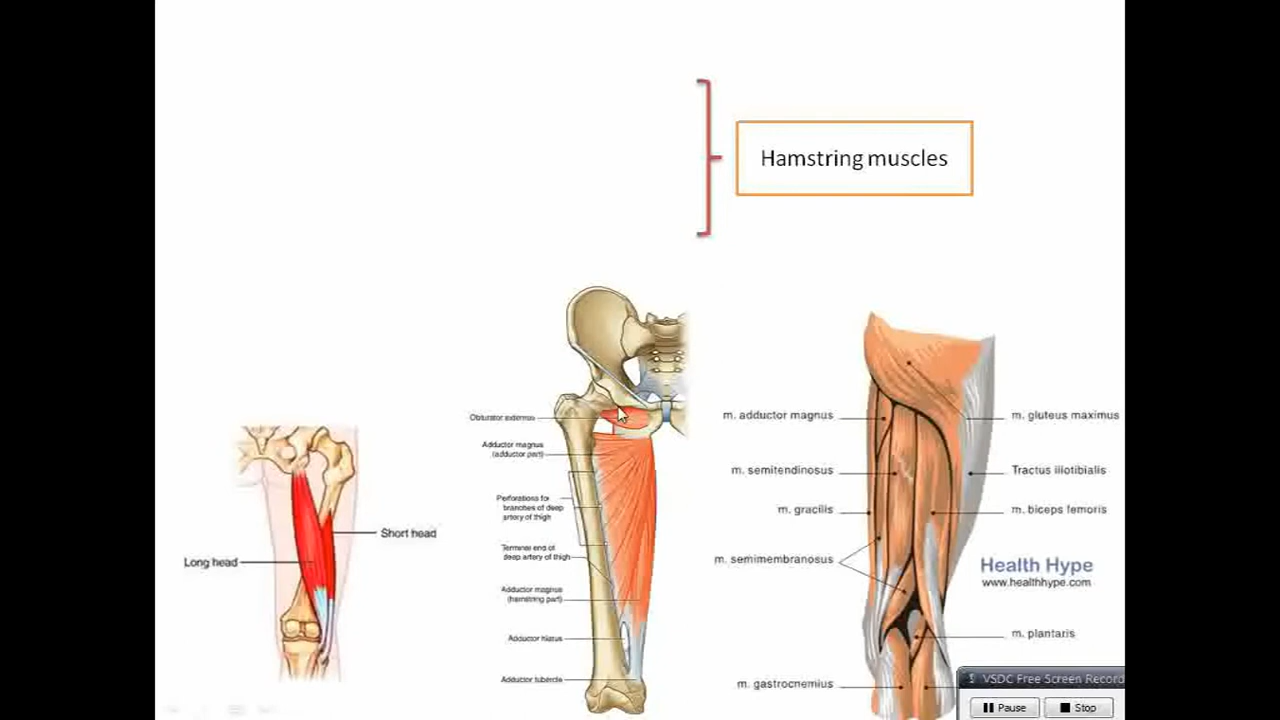 Hamstring muscles
Short head
Long head
Obturator externus
Adductor magnus
(adductor part)
Perforations for
branches of deep
artery of thigh
Terminal end of
deep artery of thigh
Adductor magnus
(hamstring part)
Adductor hiatus
Adductor tubercle
m. adductor magnus
m. semitendinosus
m. gracilis
m. semimembranosus
m. gastrocnemius
m. gluteus maximus
Tractus iliotibialis
m. biceps femoris
Health Hype
www.healthhype.com
m. plantaris
VSDC Free Screen Record
Pause
Stop